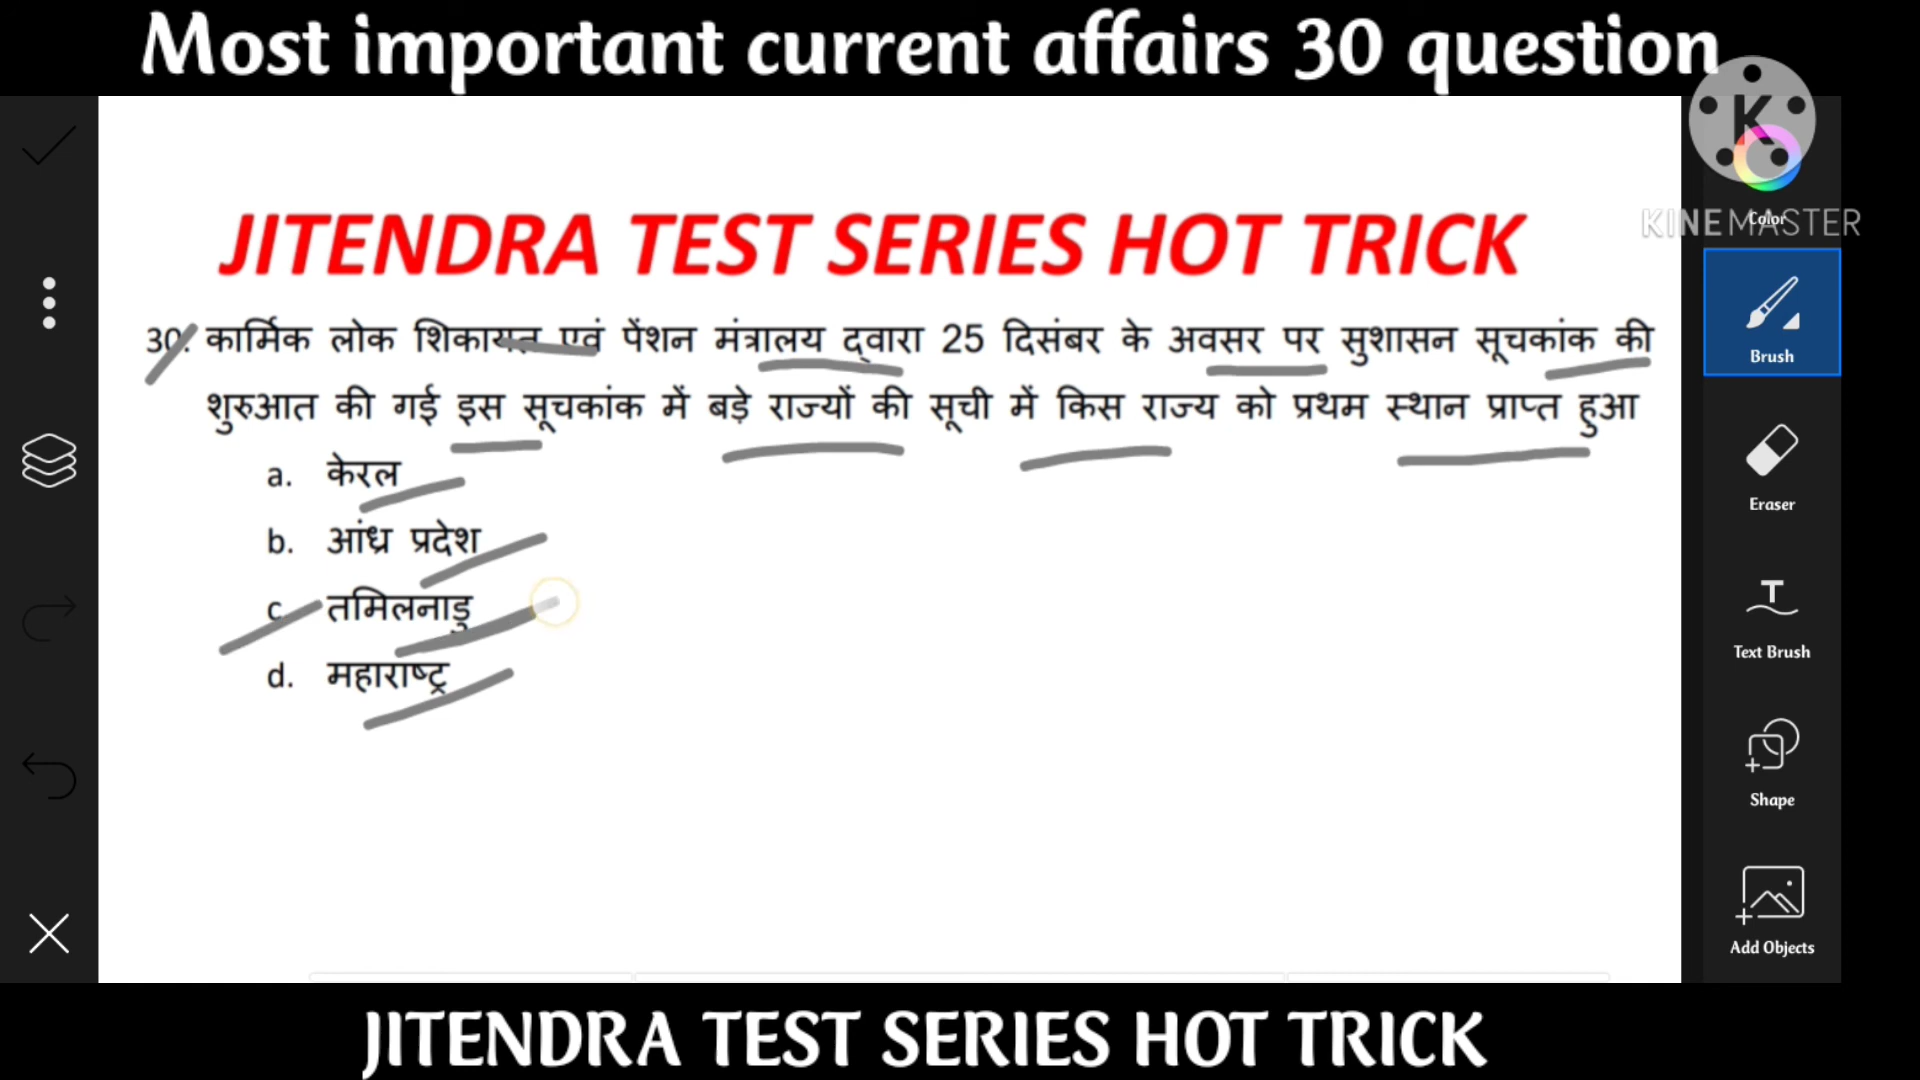 Most important current affairs 30 question
KINEMASTER
Color
JITENDRA TEST SERIES HOT TRICK
30. कार्मिक लोक शिकायत एवं पेंशन मंत्रालय द्वारा 25 दिसंबर के अवसर पर सुशासन सूचकांक की
शुरुआत की गई इस सूचकांक में बड़े राज्यों की सूची में किस राज्य को प्रथम स्थान प्राप्त हुआ
a. केरल
b. आंध्र प्रदेश
c. तमिलनाडु
d. महाराष्ट्र
Brush
Eraser
Text Brush
Shape
Add Objects
JITENDRA TEST SERIES HOT TRICK